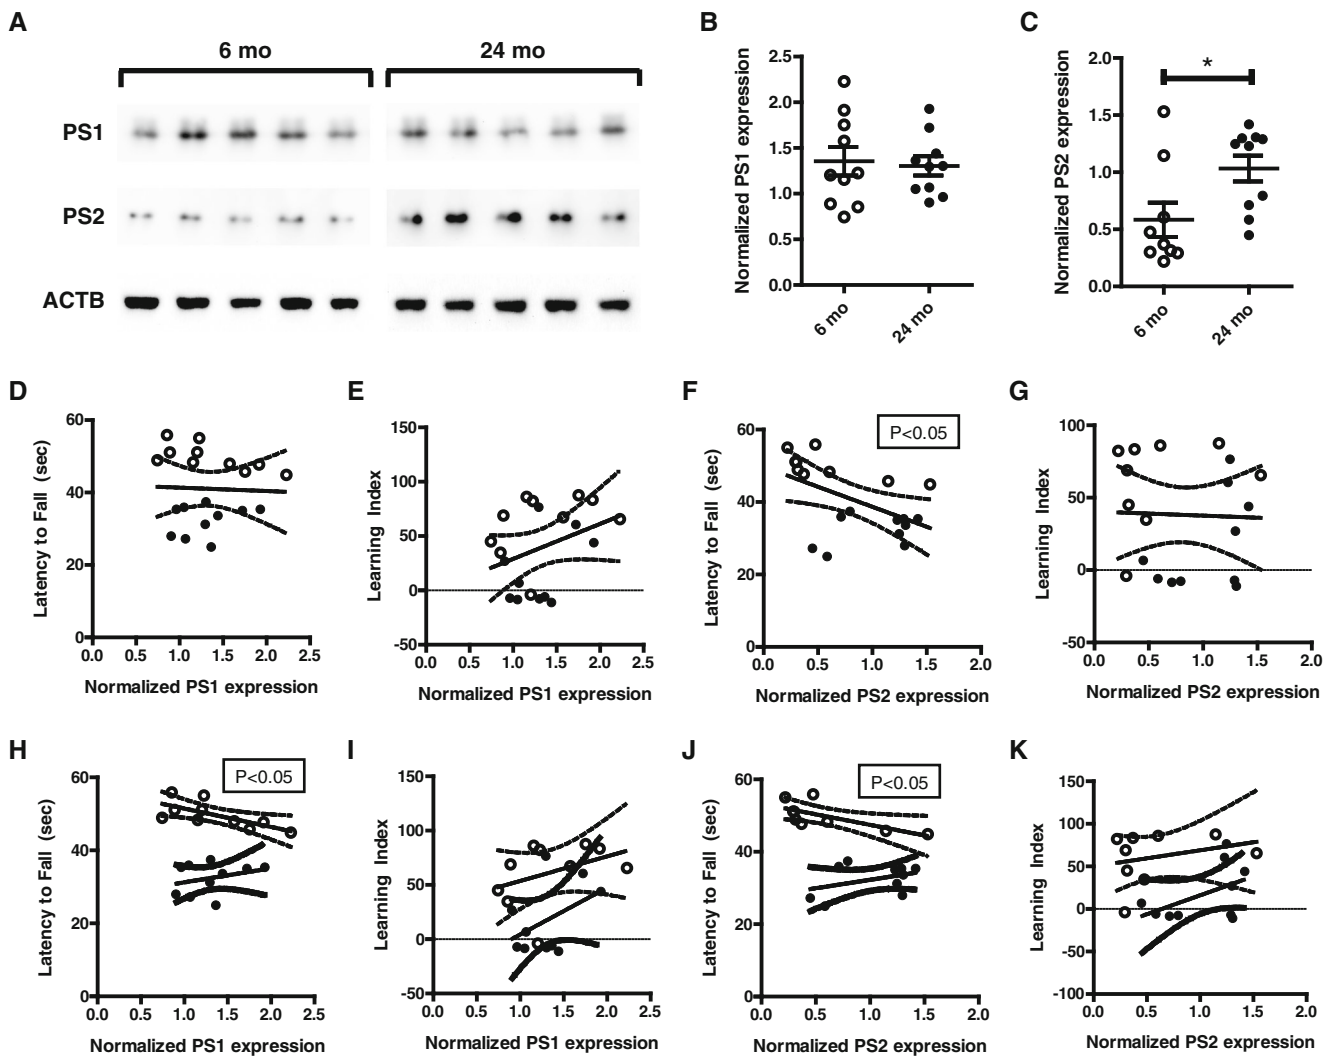 A
6 mo
24 mo
PS1
PS2
ACTB
B
Normalized PS1 expression
2.5
2.0
1.5
1.0
0.5
0.0
6 mo
24 mo
C
Normalized PS2 expression
2.0
1.5
1.0
0.5
0.0
*
6 mo
24 mo
D
Latency to Fall (sec)
60
40
20
0
0.0 0.5 1.0 1.5 2.0 2.5
Normalized PS1 expression
E
Learning Index
150
100
50
0
-50
0.0 0.5 1.0 1.5 2.0 2.5
Normalized PS1 expression
F
P<0.05
Latency to Fall (sec)
60
40
20
0
0.0 0.5 1.0 1.5 2.0
Normalized PS2 expression
G
Learning Index
100
50
0
-50
0.0 0.5 1.0 1.5 2.0
Normalized PS2 expression
H
P<0.05
Latency to Fall (sec)
60
40
20
0
0.0 0.5 1.0 1.5 2.0 2.5
Normalized PS1 expression
I
Learning Index
150
100
50
0
-50
0.0 0.5 1.0 1.5 2.0 2.5
Normalized PS1 expression
J
P<0.05
Latency to Fall (sec)
60
40
20
0
0.0 0.5 1.0 1.5 2.0
Normalized PS2 expression
K
Learning Index
150
100
50
0
-50
-100
0.0 0.5 1.0 1.5 2.0
Normalized PS2 expression